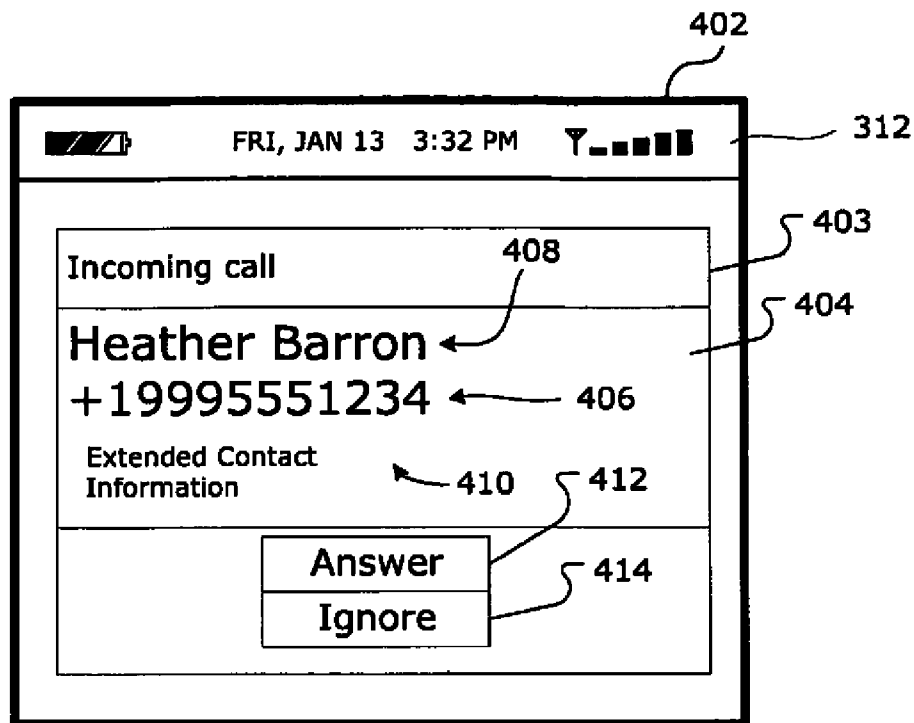 402
FRI, JAN 13 3:32 PM
312
403
Incoming call
408
404
Heather Barron
+19995551234
406
Extended Contact
Information
410
412
Answer
414
Ignore